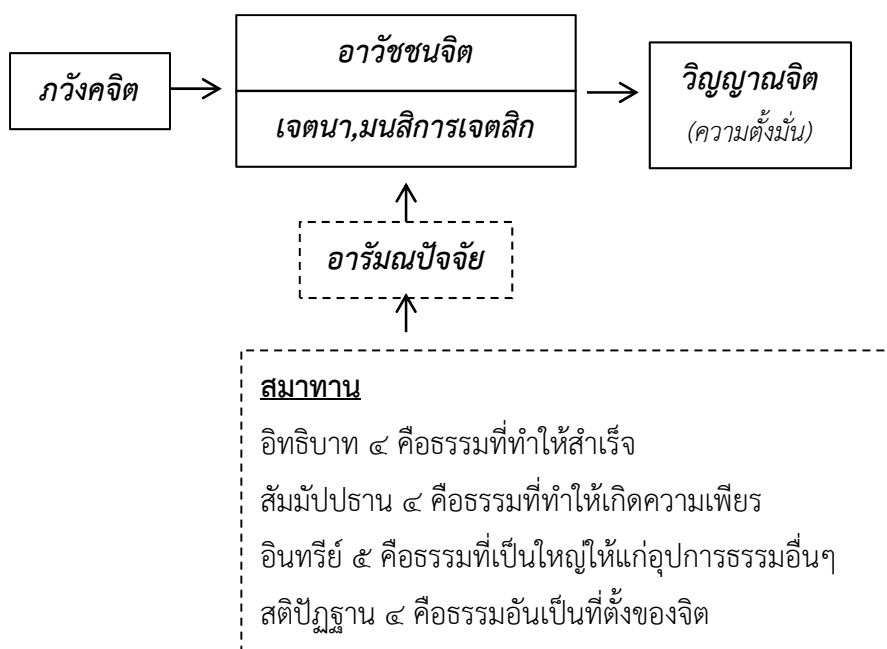 ภวังคจิต
อาวัชชนจิต
เจตนา,มนสิการเจตสิก
วิญญาณจิต
(ความตั้งมั่น)
อารัมณปัจจัย
สมาทาน
อิทธิบาท ๔ คือธรรมที่ทำให้สำเร็จ
สัมมัปปธาน ๔ คือธรรมที่ทำให้เกิดความเพียร
อินทรีย์ ๕ คือธรรมที่เป็นใหญ่ให้แก่อุปการธรรมอื่นๆ
สติปัฏฐาน ๔ คือธรรมอันเป็นที่ตั้งของจิต